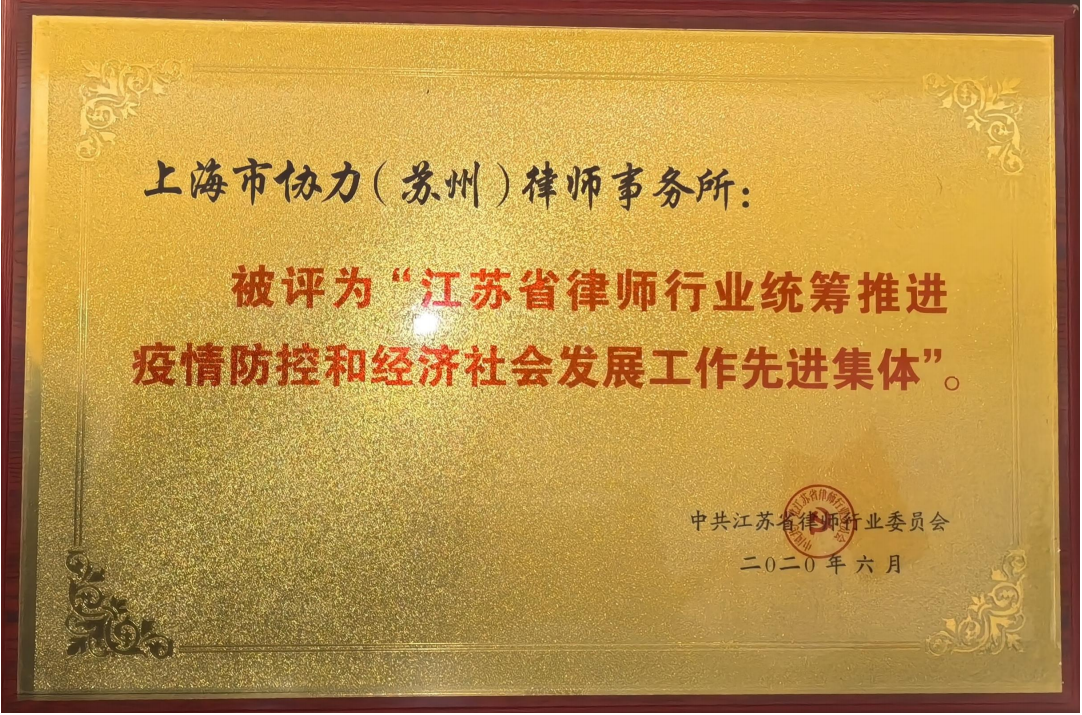 上海市协力(苏州)律师事务所:
被评为“江苏省律师行业统筹推进
疫情防控和经济社会发展工作先进集体”。
中共江苏省律师行业委员会
二0二0年六月